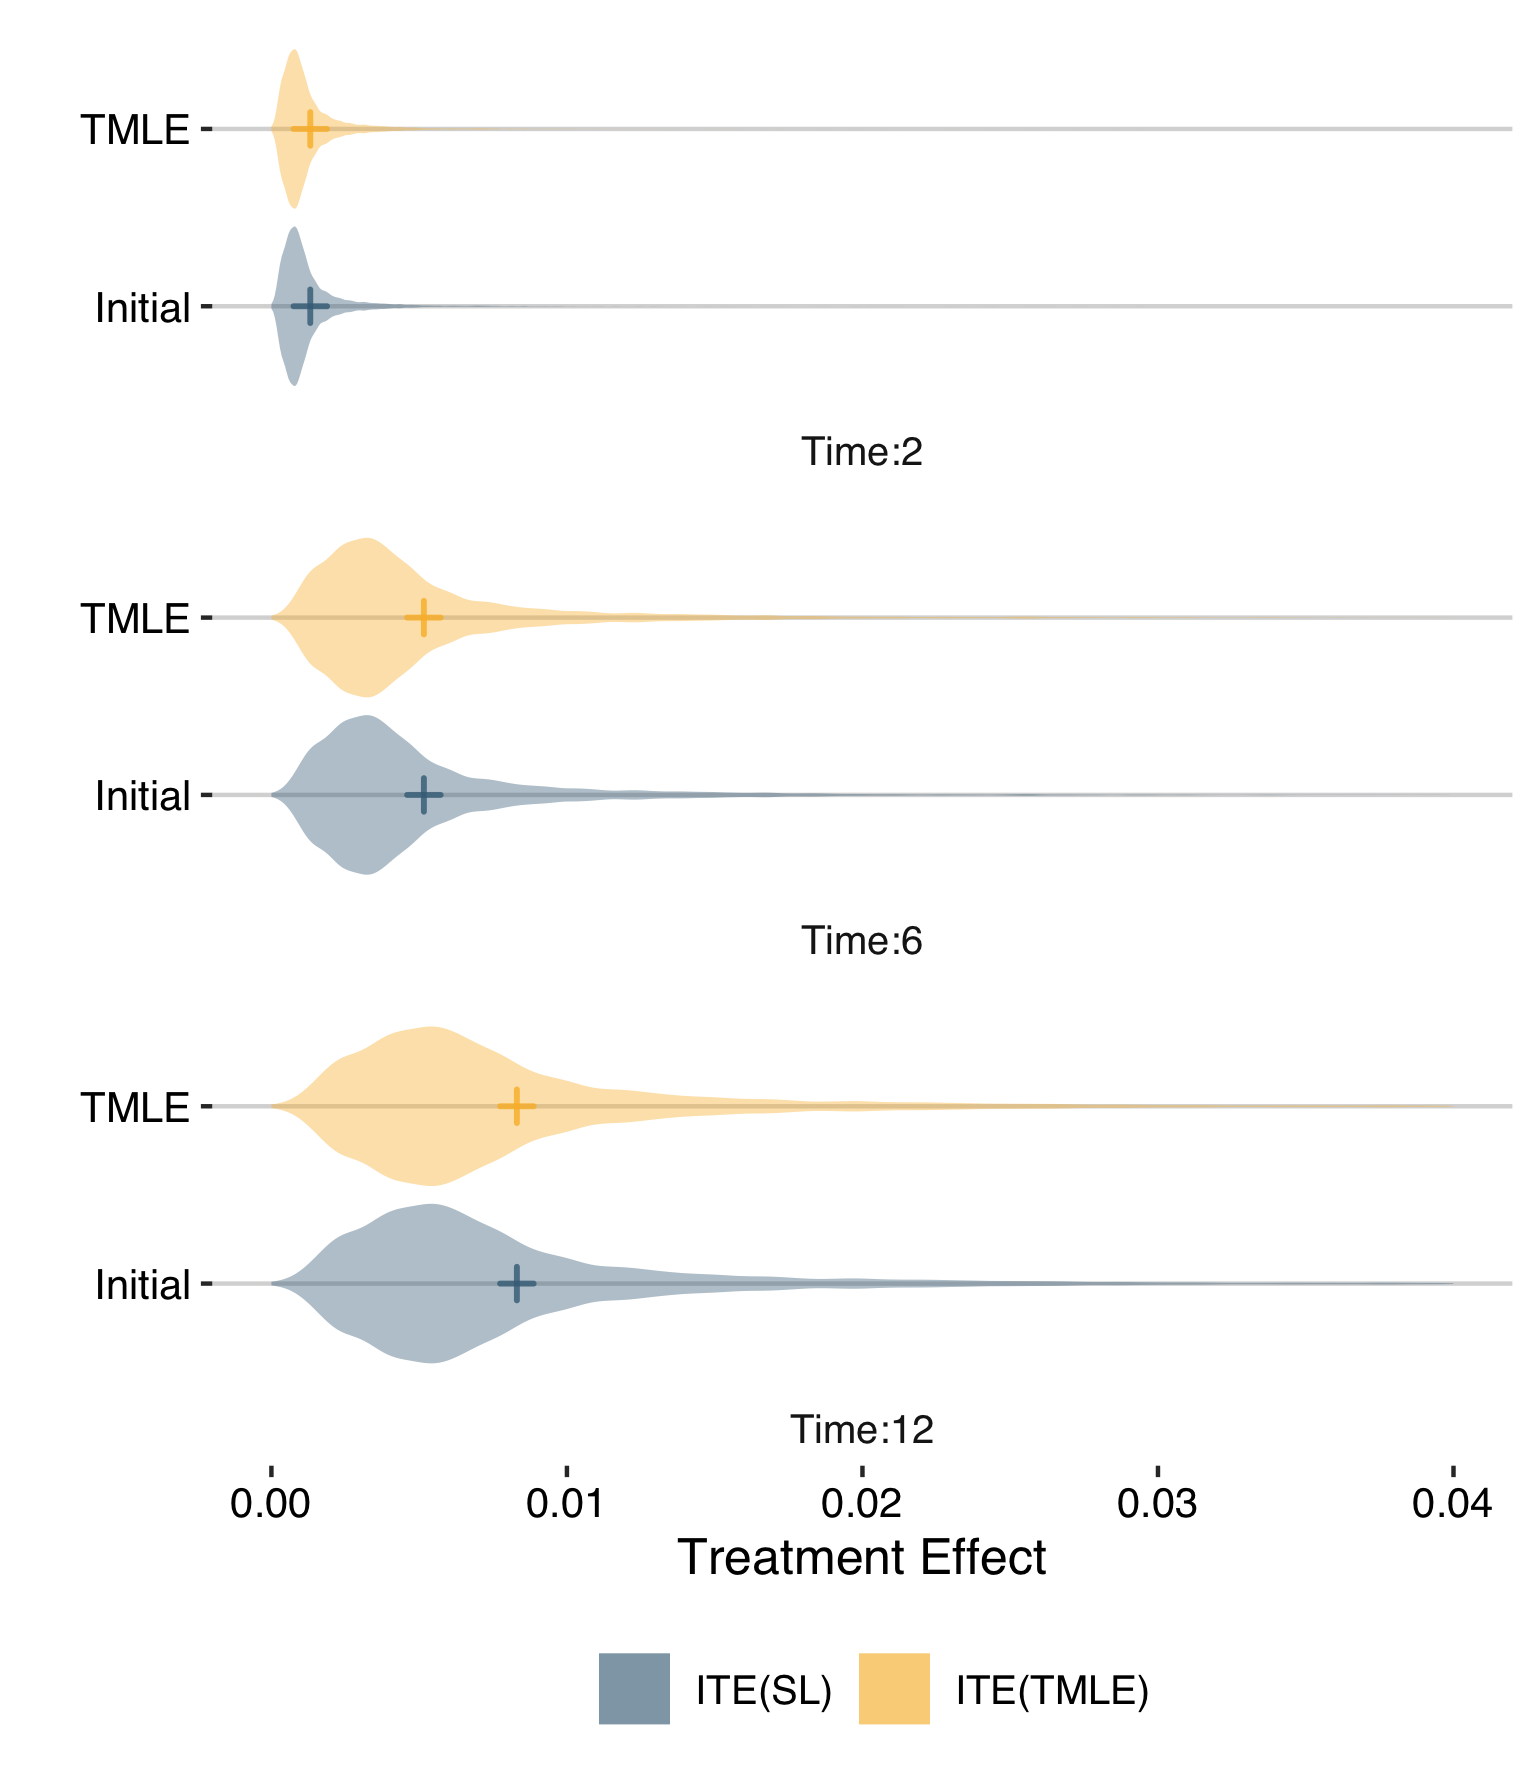 TMLE
Initial
Time:2
TMLE
Initial
Time:6
TMLE
Initial
Time:12
0.00 0.01 0.02 0.03 0.04
Treatment Effect
ITE(SL) ITE(TMLE)